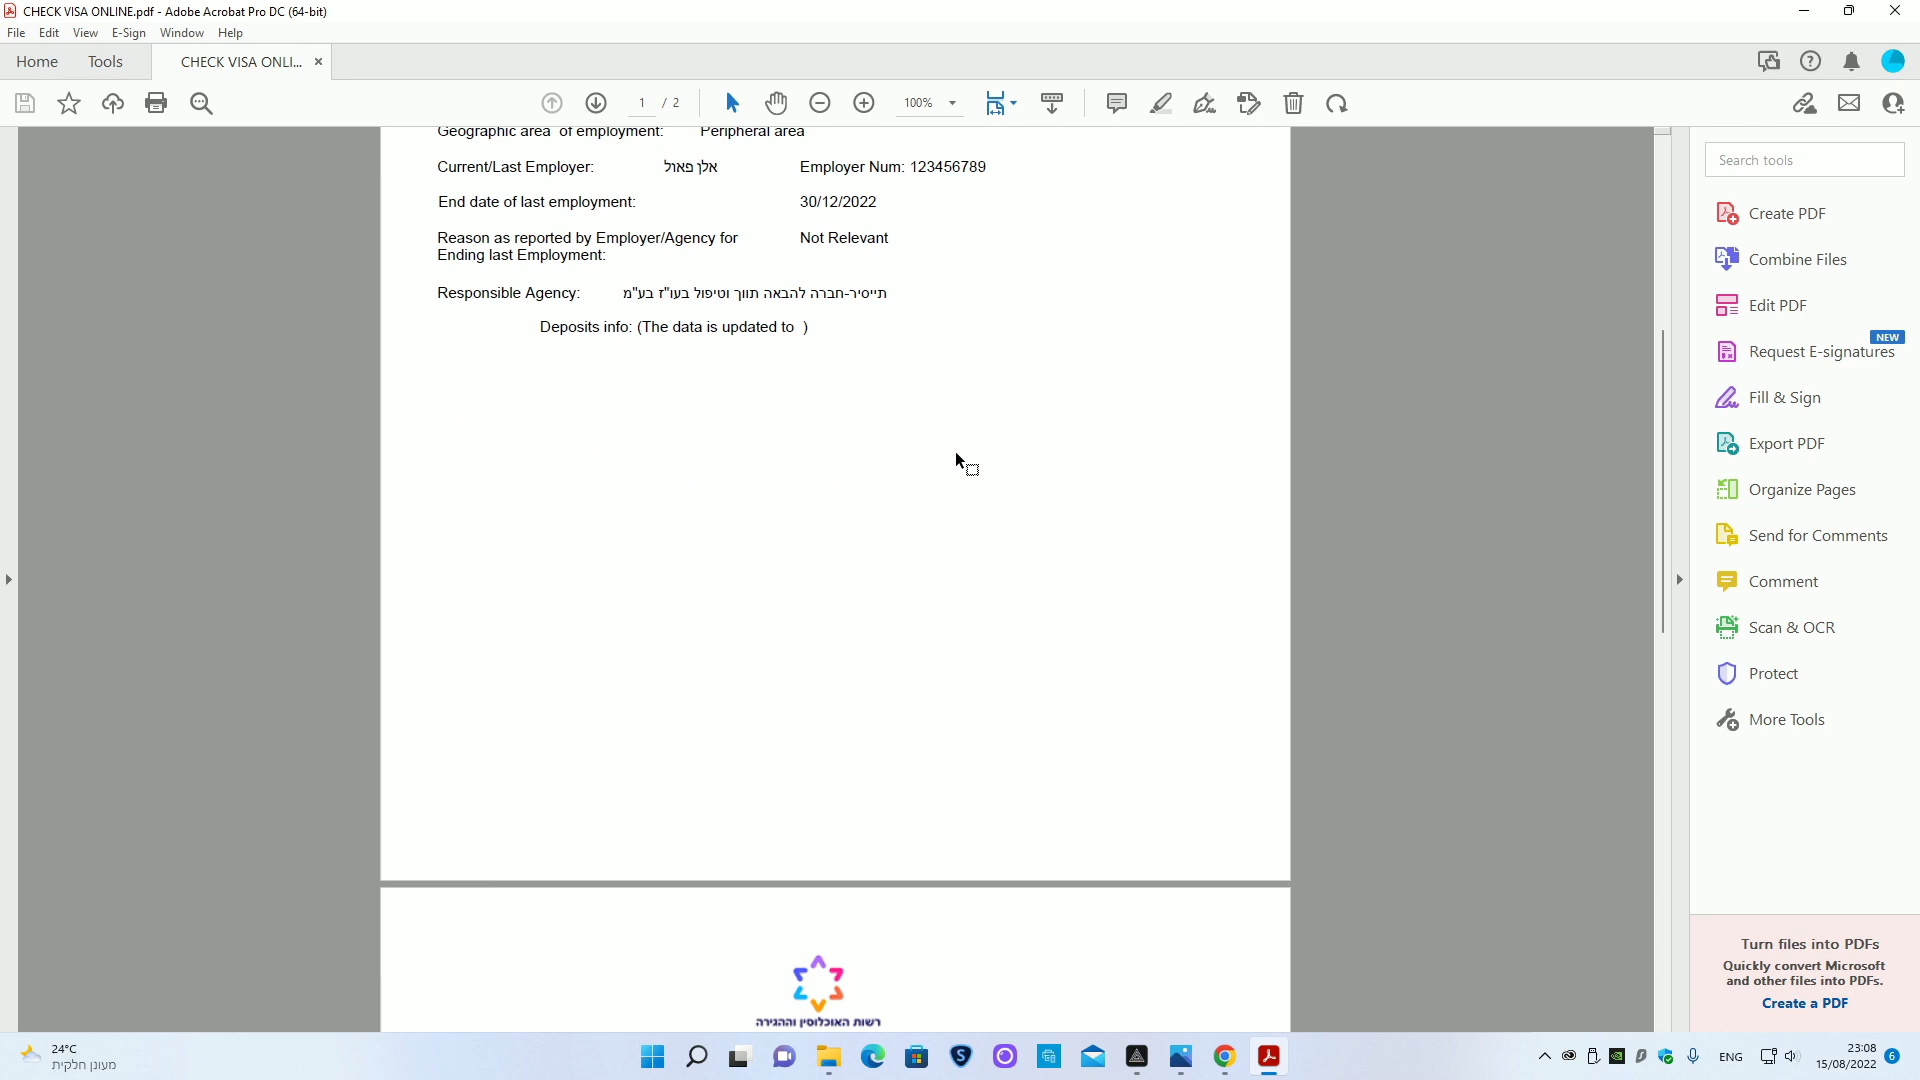 CHECK VISA ONLINE.pdf - Adobe Acrobat Pro DC (64-bit)
File Edit View E-Sign Window Help
Home Tools CHECK VISA ONLI... ×
1 / 2 100%
Geographic area of employment: Peripheral area
Current/Last Employer: אלן פאול Employer Num: 123456789
End date of last employment: 30/12/2022
Reason as reported by Employer/Agency for Not Relevant
Ending last Employment:
Responsible Agency: תייסיר-חברה להבאה תווך וטיפול בעו"ז בע"מ
Deposits info: (The data is updated to )
רשות האוכלוסין וההגירה
Search tools
Create PDF
Combine Files
Edit PDF
NEW
Request E-signatures
Fill & Sign
Export PDF
Organize Pages
Send for Comments
Comment
Scan & OCR
Protect
More Tools
Turn files into PDFs
Quickly convert Microsoft
and other files into PDFs.
Create a PDF
24°C
מעונן חלקית
ENG
23:08
15/08/2022
6